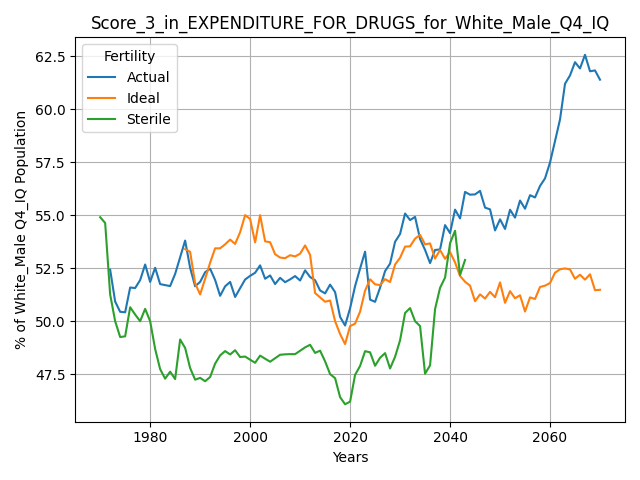 Score_3_in_EXPENDITURE_FOR_DRUGS_for_White_Male_Q4_IQ
Fertility
Actual
Ideal
Sterile
% of White_Male Q4_IQ Population
62.5
60.0
57.5
55.0
52.5
50.0
47.5
1980
2000
2020
2040
2060
Years